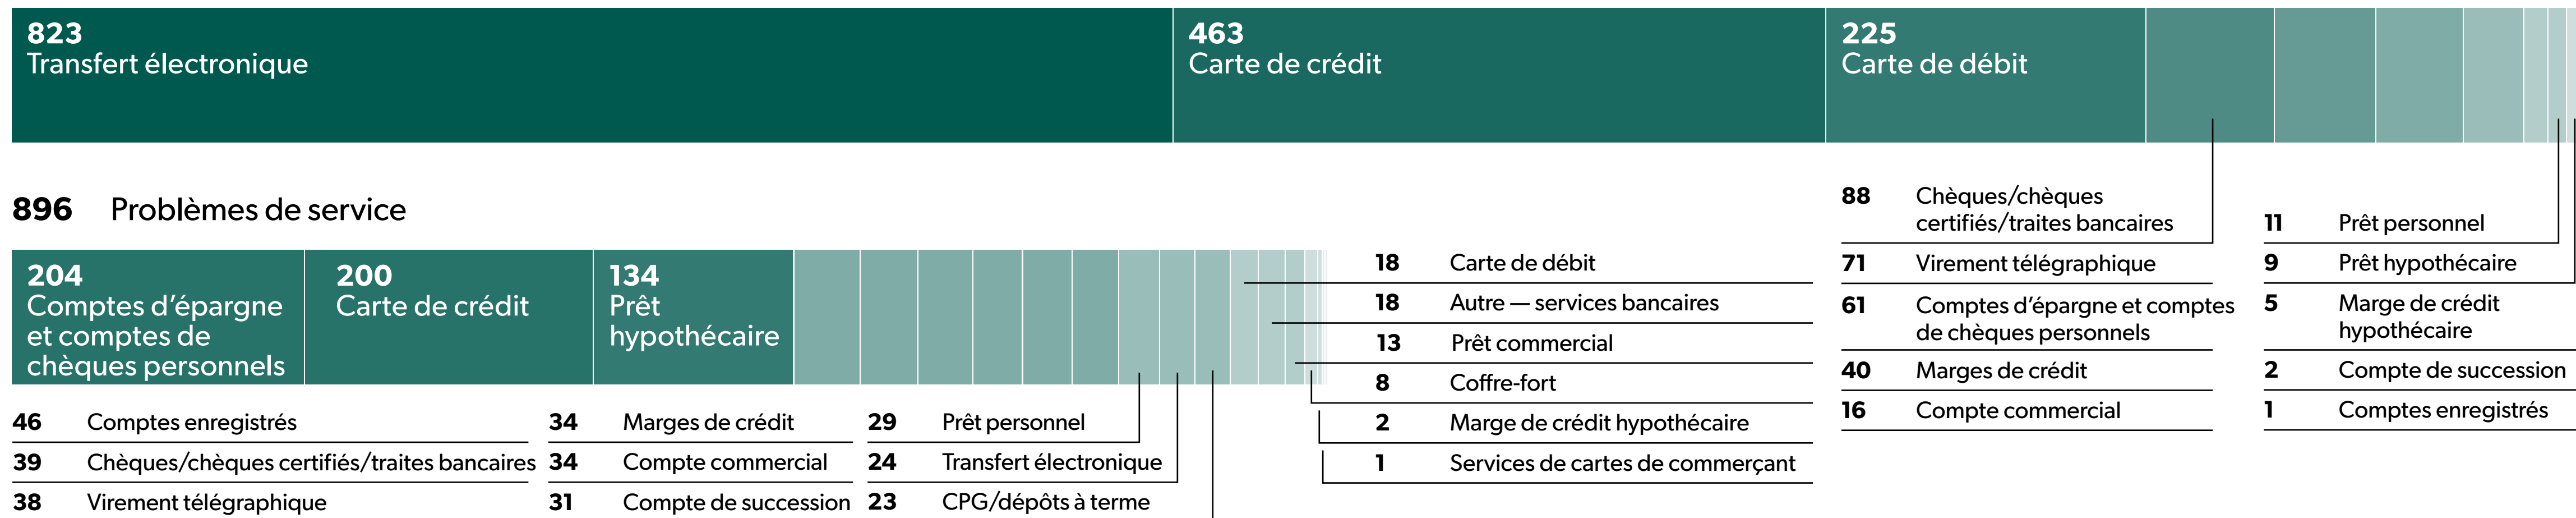 823
Transfert électronique
463
Carte de crédit
225
Carte de débit
88 Chèques/chèques
certifiés/traites bancaires
71 Virement télégraphique
61 Comptes d’épargne et comptes
de chèques personnels
40 Marges de crédit
16 Compte commercial
11 Prêt personnel
9 Prêt hypothécaire
5 Marge de crédit
hypothécaire
2 Compte de succession
1 Comptes enregistrés
896 Problèmes de service
204
Comptes d’épargne
et comptes de
chèques personnels
200
Carte de crédit
134
Prêt
hypothécaire
46 Comptes enregistrés
39 Chèques/chèques certifiés/traites bancaires
38 Virement télégraphique
34 Marges de crédit
34 Compte commercial
31 Compte de succession
29 Prêt personnel
24 Transfert électronique
23 CPG/dépôts à terme
18 Carte de débit
18 Autre — services bancaires
13 Prêt commercial
8 Coffre-fort
2 Marge de crédit hypothécaire
1 Services de cartes de commerçant